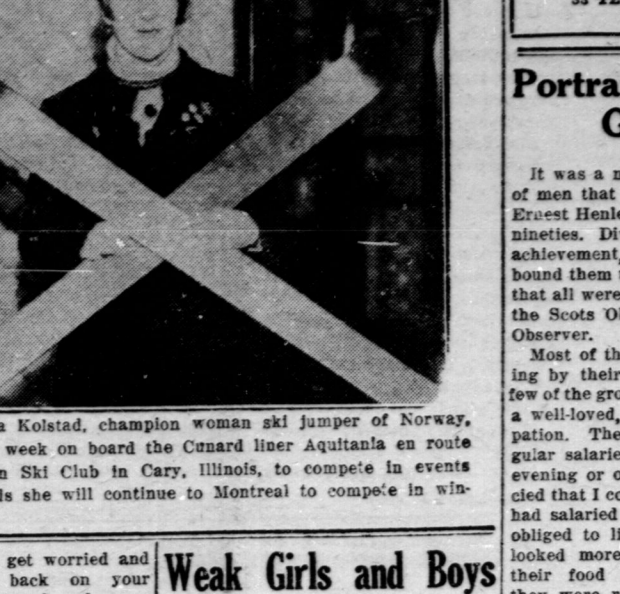 a Kolstad, champion woman ski jumper of Norway,
week on board the Cunard liner Aquitania en route
n Ski Club in Cary, Illinois, to compete in events
ls she will continue to Montreal to compete in win-
get worried and
back on your
Weak Girls and Boys
Portra
G
It was a m
of men that
Ernest Henle
nineties. Di
achievement,
bound them
that all were
the Scots Ob
Observer.
Most of th
ing by their
few of the gro
a well-loved,
pation. The
gular salarie
evening or o
cied that I co
had salaried
obliged to li
looked more
their food